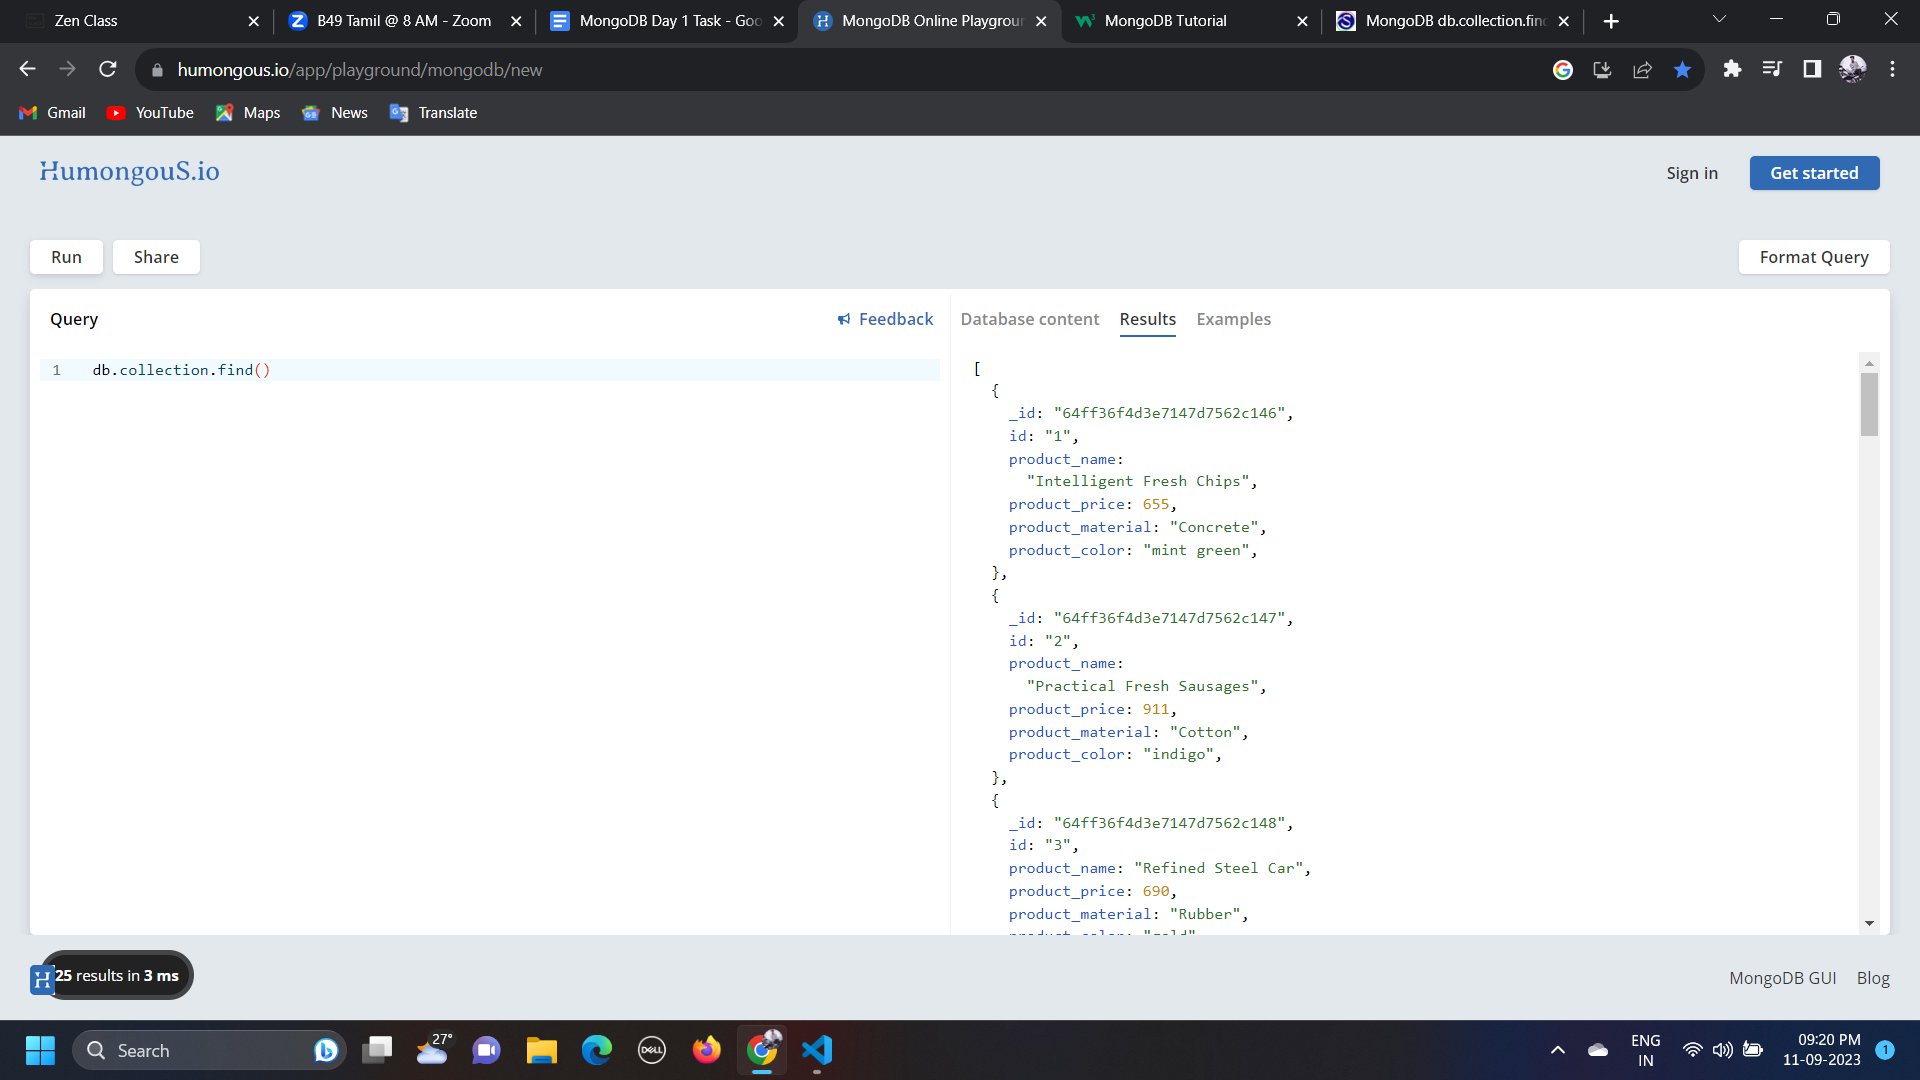 Zen Class
B49 Tamil @ 8 AM - Zoom
MongoDB Day 1 Task - Goo
MongoDB Online Playgroun
MongoDB Tutorial
MongoDB db.collection.find
humongous.io/app/playground/mongodb/new
Gmail
YouTube
Maps
News
Translate
HumongouS.io
Sign in
Get started
Run
Share
Format Query
Query
Feedback
Database content
Results
Examples
1 db.collection.find()
[
{
_id: "64ff36f4d3e7147d7562c146",
id: "1",
product_name:
"Intelligent Fresh Chips",
product_price: 655,
product_material: "Concrete",
product_color: "mint green",
},
{
_id: "64ff36f4d3e7147d7562c147",
id: "2",
product_name:
"Practical Fresh Sausages",
product_price: 911,
product_material: "Cotton",
product_color: "indigo",
},
{
_id: "64ff36f4d3e7147d7562c148",
id: "3",
product_name: "Refined Steel Car",
product_price: 690,
product_material: "Rubber",
product_color: "gold"
25 results in 3 ms
MongoDB GUI
Blog
Search
27°
DELL
ENG
IN
09:20 PM
11-09-2023
1